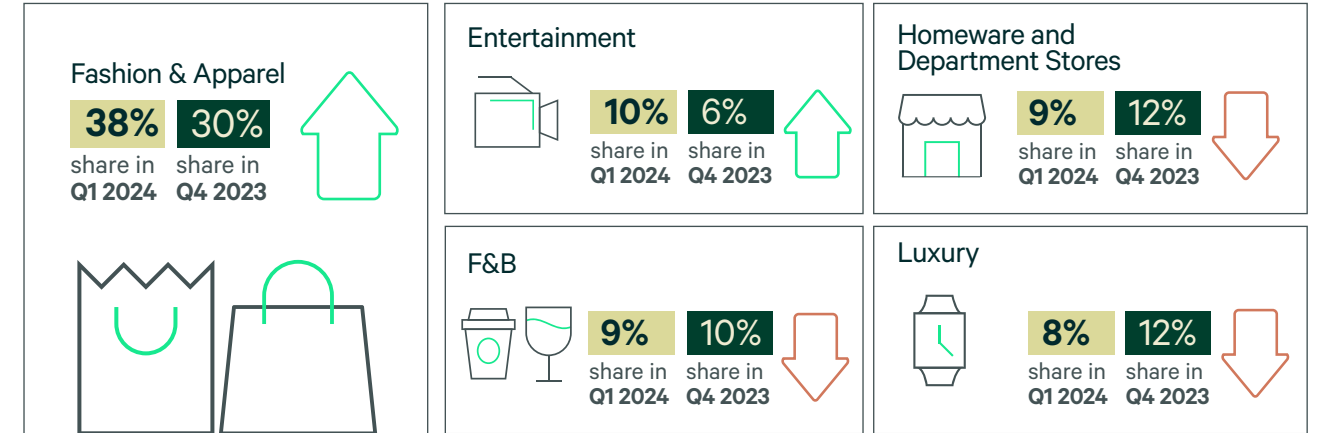 Fashion & Apparel
38% 30%
share in share in
Q1 2024 Q4 2023
Entertainment
10% 6%
share in share in
Q1 2024 Q4 2023
Homeware and
Department Stores
9% 12%
share in share in
Q1 2024 Q4 2023
F&B
9% 10%
share in share in
Q1 2024 Q4 2023
Luxury
8% 12%
share in share in
Q1 2024 Q4 2023